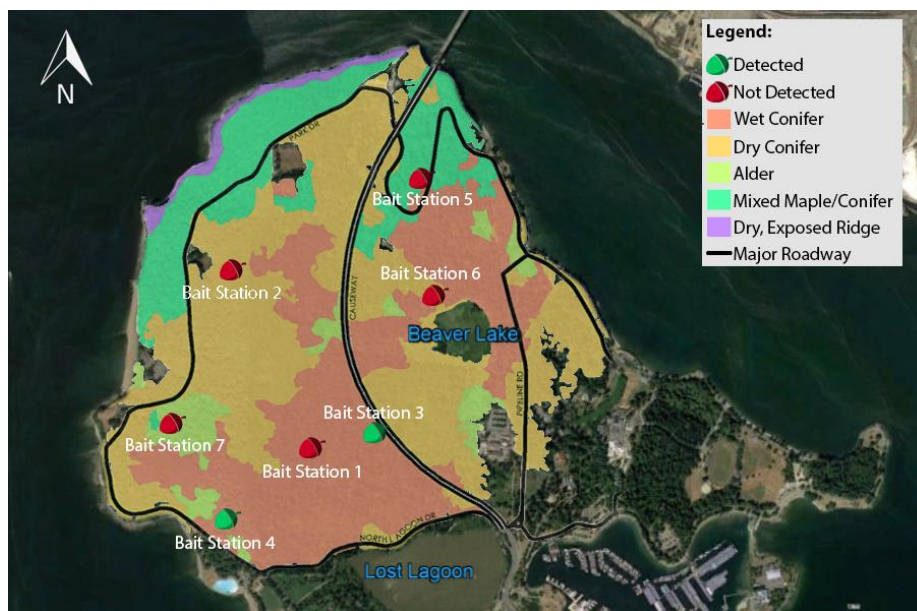 Legend:
Detected
Not Detected
Wet Conifer
Dry Conifer
Alder
Mixed Maple/Conifer
Dry, Exposed Ridge
Major Roadway
N
PARK DR
Bait Station 5
Bait Station 2
Bait Station 6
CAUSEWAY
Beaver Lake
PIPELINE RD
Bait Station 3
Bait Station 7
Bait Station 1
Bait Station 4
NORTH LAGOON DR
Lost Lagoon